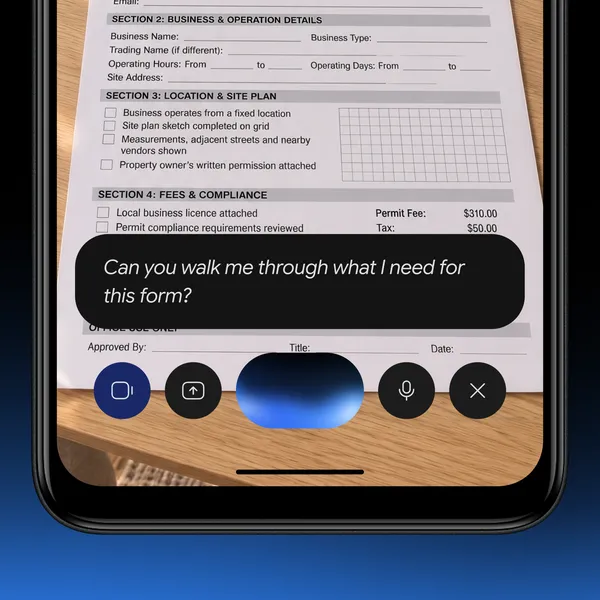 Email:
SECTION 2: BUSINESS & OPERATION DETAILS
Business Name: Business Type:
Trading Name (if different):
Operating Hours: From to Operating Days: From to
Site Address:
SECTION 3: LOCATION & SITE PLAN
Business operates from a fixed location
Site plan sketch completed on grid
Measurements, adjacent streets and nearby
vendors shown
Property owner's written permission attached
SECTION 4: FEES & COMPLIANCE
Local business licence attached Permit Fee: $310.00
Permit compliance requirements reviewed Tax: $50.00
Can you walk me through what I need for
this form?
OFFICE USE ONLY
Approved By: Title: Date: